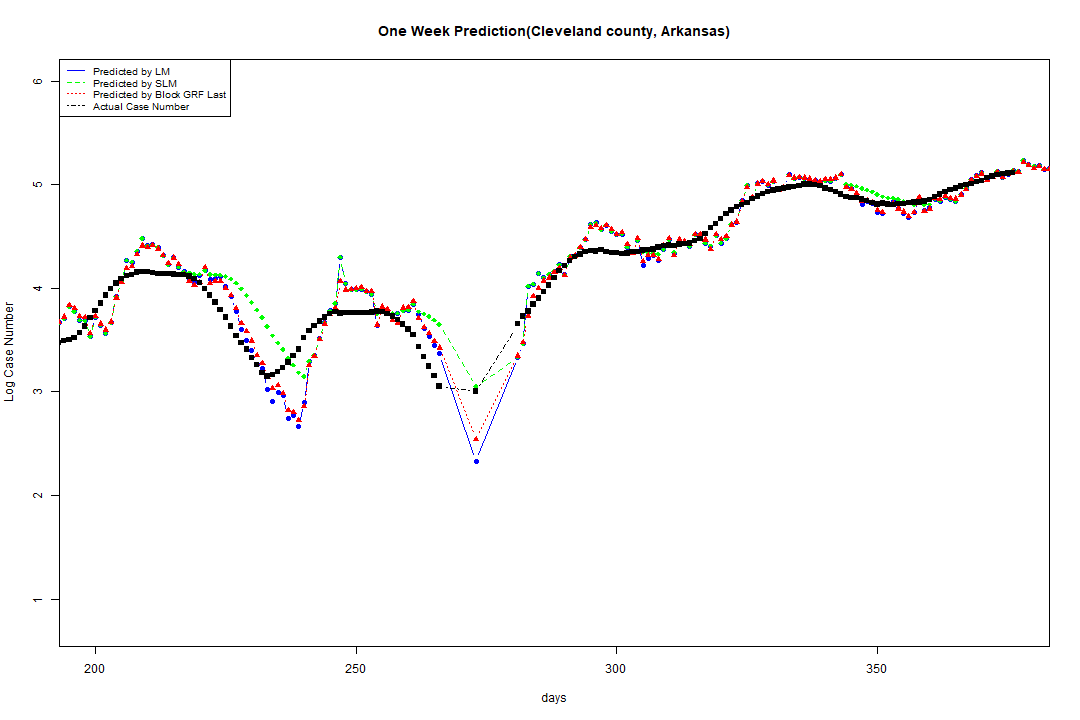 One Week Prediction(Cleveland county, Arkansas)
Predicted by LM
Predicted by SLM
Predicted by Block GRF Last
Actual Case Number
Log Case Number
6
5
4
3
2
1
200 250 300 350
days